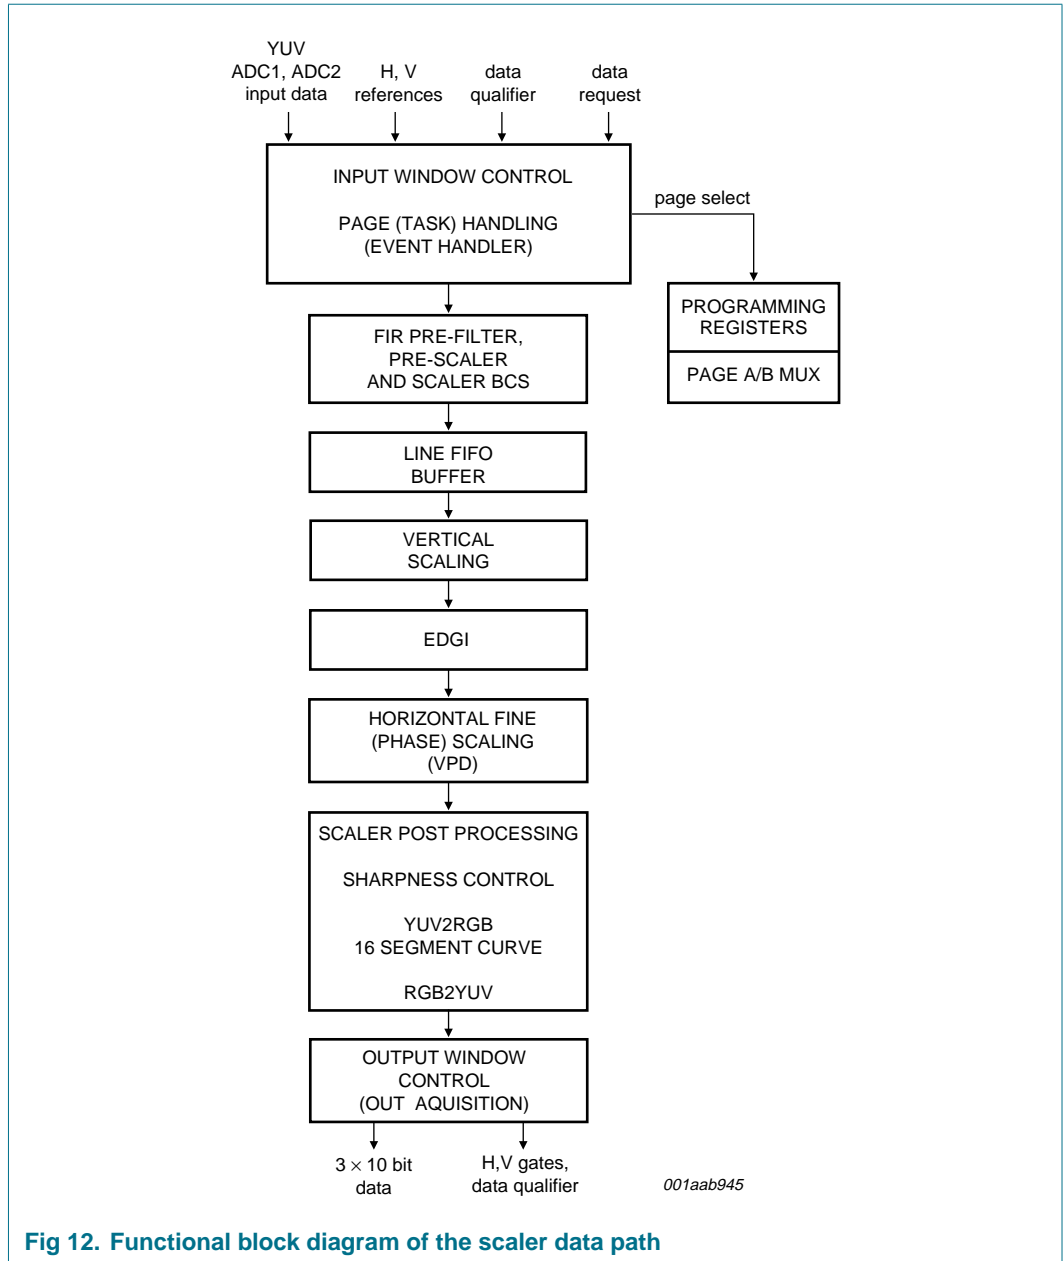 YUV
ADC1, ADC2
input data
H, V
references
data
qualifier
data
request
INPUT WINDOW CONTROL
PAGE (TASK) HANDLING
(EVENT HANDLER)
page select
PROGRAMMING
REGISTERS
PAGE A/B MUX
FIR PRE-FILTER,
PRE-SCALER
AND SCALER BCS
LINE FIFO
BUFFER
VERTICAL
SCALING
EDGI
HORIZONTAL FINE
(PHASE) SCALING
(VPD)
SCALER POST PROCESSING
SHARPNESS CONTROL
YUV2RGB
16 SEGMENT CURVE
RGB2YUV
OUTPUT WINDOW
CONTROL
(OUT AQUISITION)
3 × 10 bit
data
H,V gates,
data qualifier
001aab945
Fig 12. Functional block diagram of the scaler data path